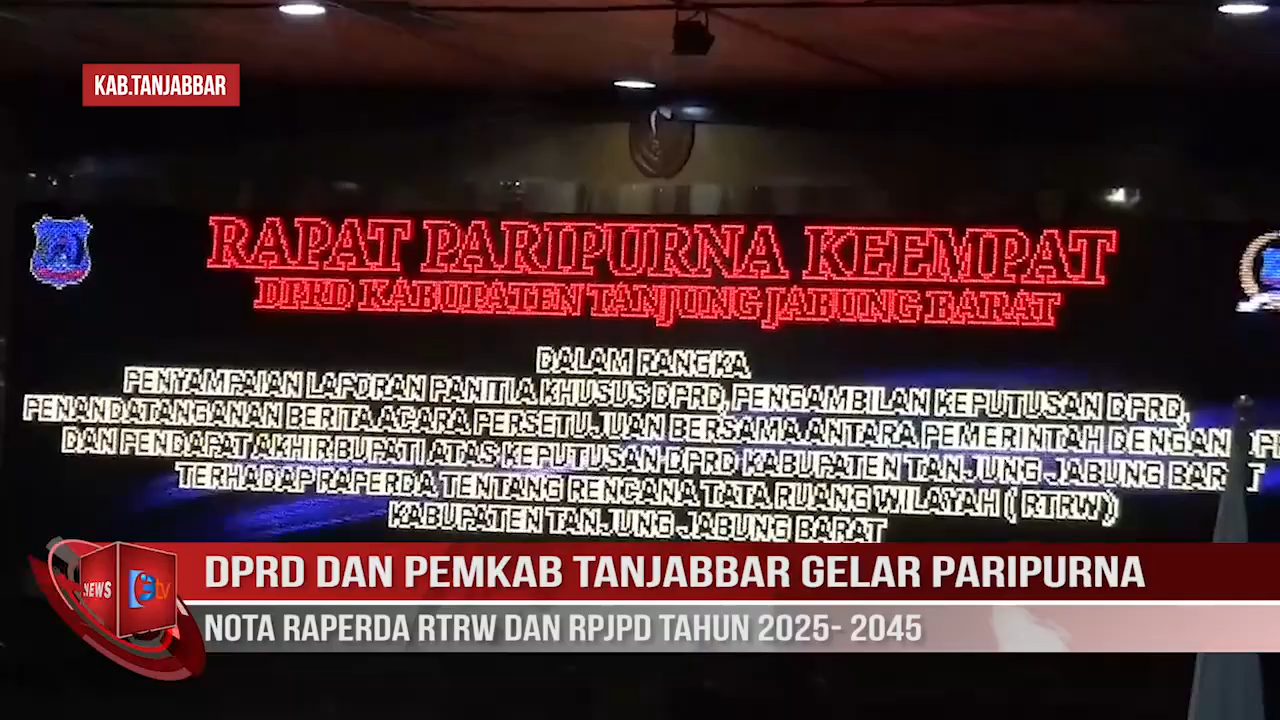 KAB.TANJABBAR
RAPAT PARIPURNA KEEMPAT
DPRD KABUPATEN TANJUNG JABUNG BARAT
DALAM RANGKA
PENYAMPAIAN LAPORAN PANITIA KHUSUS DPRD, PENGAMBILAN KEPUTUSAN DPRD,
PENANDATANGANAN BERITA ACARA PERSETUJUAN BERSAMA ANTARA PEMERINTAH DENGAN
DAN PENDAPAT AKHIR BUPATI ATAS KEPUTUSAN DPRD KABUPATEN TANJUNG JABUNG BARAT
TERHADAP RAPERDA TENTANG RENCANA TATA RUANG WILAYAH ( RTRW )
KABUPATEN TANJUNG JABUNG BARAT
DPRD DAN PEMKAB TANJABBAR GELAR PARIPURNA
NEWS
tv
NOTA RAPERDA RTRW DAN RPJPD TAHUN 2025- 2045